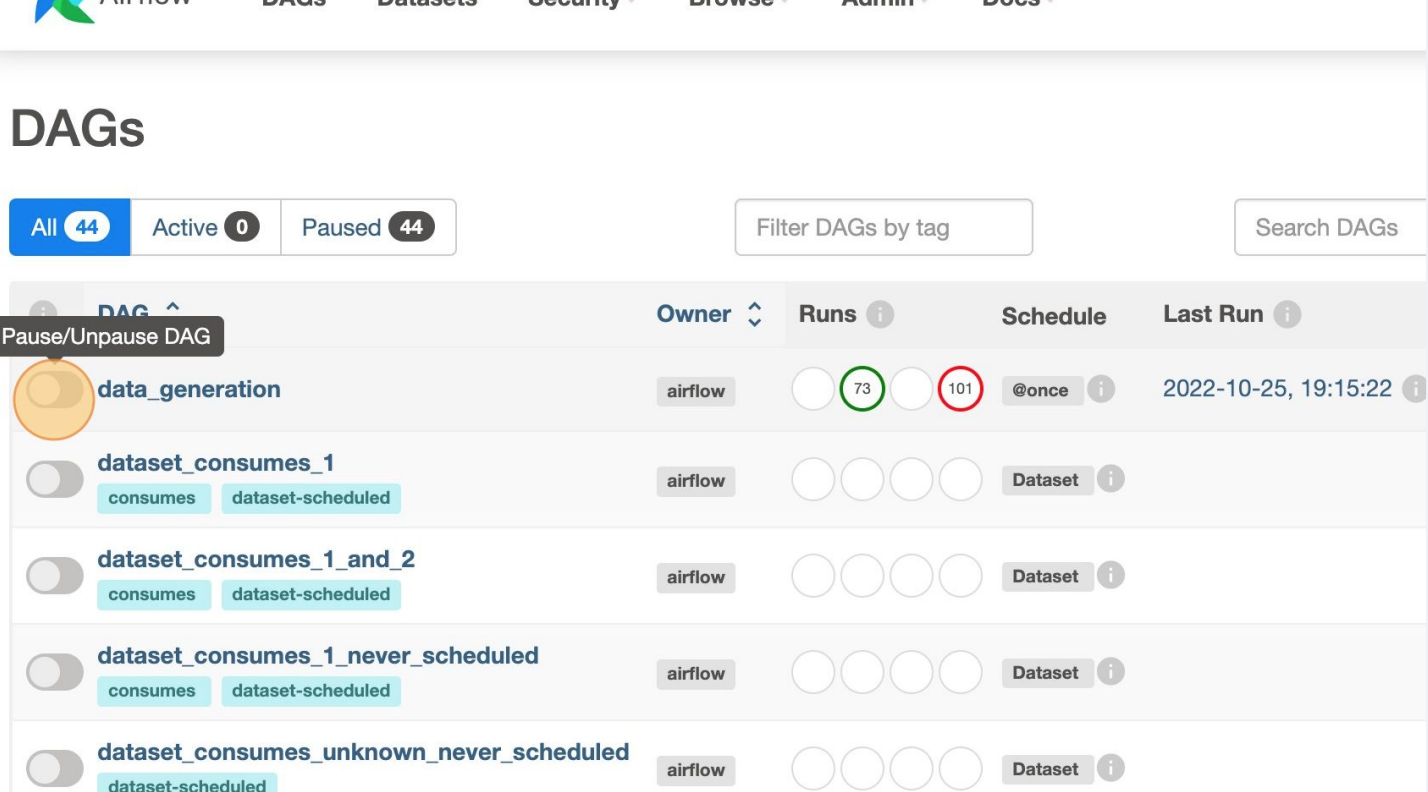 Airflow DAGs Datasets Security Browse Admin Docs
DAGs
All 44 Active 0 Paused 44 Filter DAGs by tag Search DAGs
i DAG Owner Runs i Schedule Last Run i
Pause/Unpause DAG
data_generation airflow 73 101 @once i 2022-10-25, 19:15:22 i
dataset_consumes_1 airflow Dataset i
consumes dataset-scheduled
dataset_consumes_1_and_2 airflow Dataset i
consumes dataset-scheduled
dataset_consumes_1_never_scheduled airflow Dataset i
consumes dataset-scheduled
dataset_consumes_unknown_never_scheduled airflow Dataset i
dataset-scheduled